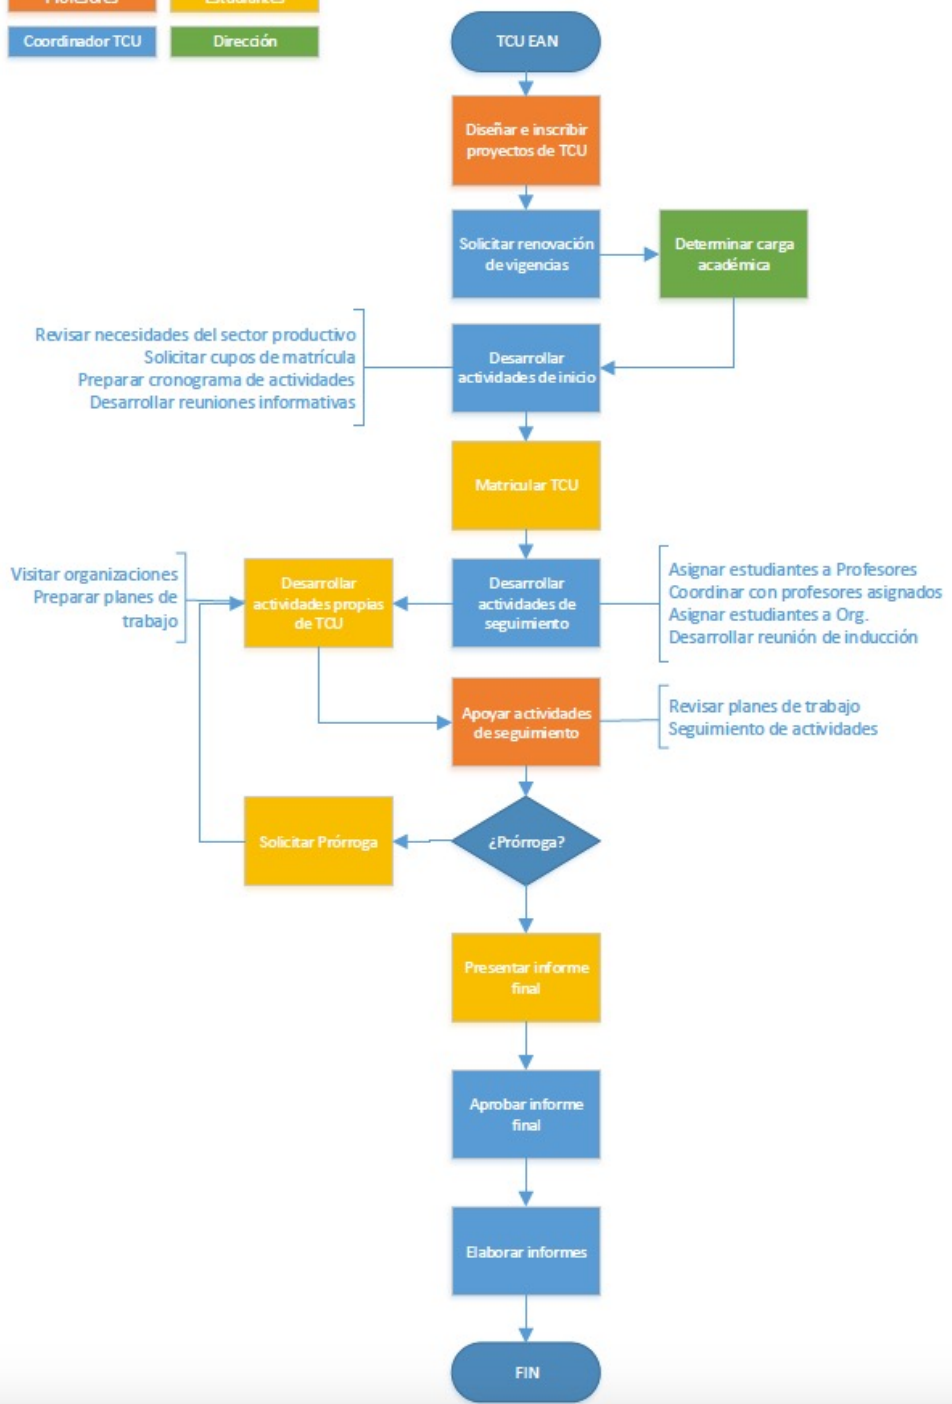 Profesores
Estudiantes
Coordinador TCU
Dirección
TCU EAN
Diseñar e inscribir
proyectos de TCU
Solicitar renovación
de vigencias
Determinar carga
académica
Revisar necesidades del sector productivo
Solicitar cupos de matrícula
Preparar cronograma de actividades
Desarrollar reuniones informativas
Desarrollar
actividades de inicio
Matricular TCU
Visitar organizaciones
Preparar planes de
trabajo
Desarrollar
actividades propias
de TCU
Desarrollar
actividades de
seguimiento
Asignar estudiantes a Profesores
Coordinar con profesores asignados
Asignar estudiantes a Org.
Desarrollar reunión de inducción
Apoyar actividades
de seguimiento
Revisar planes de trabajo
Seguimiento de actividades
Solicitar Prórroga
¿Prórroga?
Presentar informe
final
Aprobar informe
final
Elaborar informes
FIN